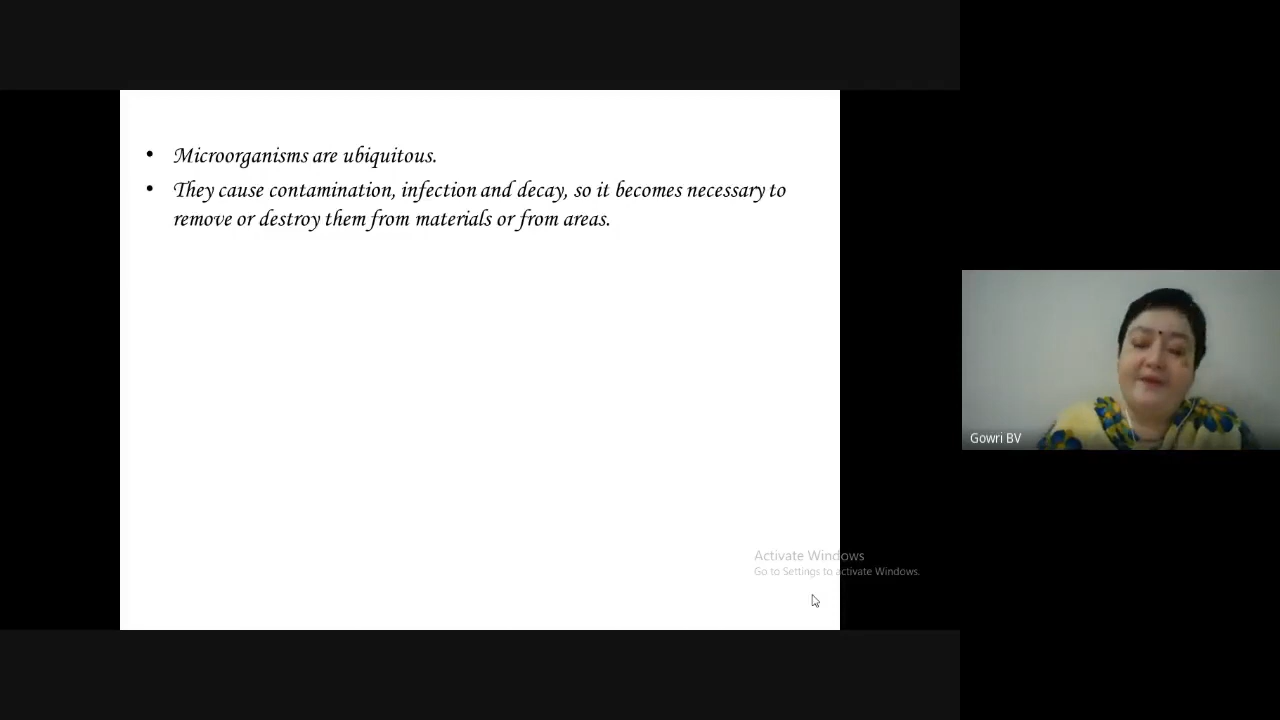 • Microorganisms are ubiquitous.
• They cause contamination, infection and decay, so it becomes necessary to
remove or destroy them from materials or from areas.
Gowri BV
Activate Windows
Go to Settings to activate Windows.